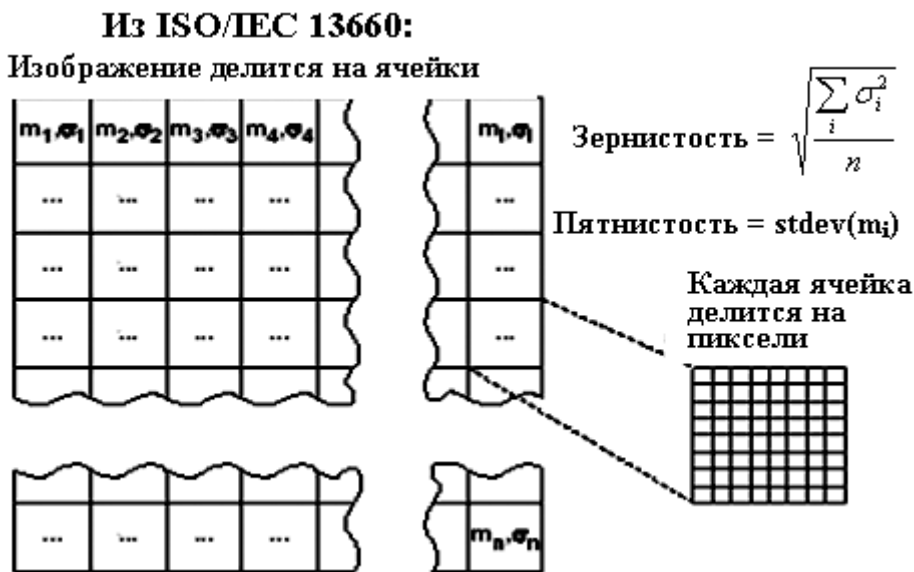 Из ISO/IEC 13660:
Изображение делится на ячейки
m₁,σ₁ m₂,σ₂ m₃,σ₃ m₄,σ₄ mᵢ,σᵢ
Зернистость = √(∑ᵢ σᵢ² / n)
... ... ... ... ...
Пятнистость = stdev(mᵢ)
... ... ... ... ...
Каждая ячейка
делится на
пиксели
... ... ... ... ...
... ... ... ... mₙ,σₙ